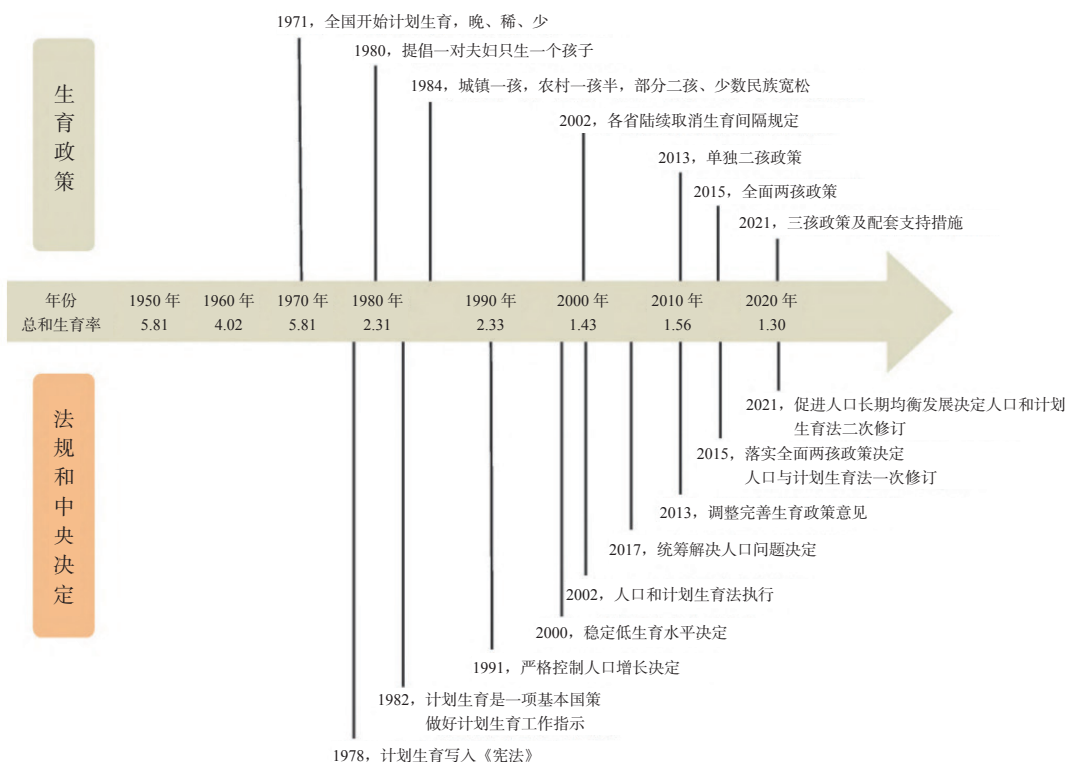 1971，全国开始计划生育，晚、稀、少
1980，提倡一对夫妇只生一个孩子
1984，城镇一孩，农村一孩半，部分二孩、少数民族宽松
2002，各省陆续取消生育间隔规定
2013，单独二孩政策
2015，全面两孩政策
2021，三孩政策及配套支持措施
生育政策
年份 1950 年 1960 年 1970 年 1980 年 1990 年 2000 年 2010 年 2020 年
总和生育率 5.81 4.02 5.81 2.31 2.33 1.43 1.56 1.30
法规和中央决定
2021，促进人口长期均衡发展决定人口和计划
生育法二次修订
2015，落实全面两孩政策决定
人口与计划生育法一次修订
2013，调整完善生育政策意见
2017，统筹解决人口问题决定
2002，人口和计划生育法执行
2000，稳定低生育水平决定
1991，严格控制人口增长决定
1982，计划生育是一项基本国策
做好计划生育工作指示
1978，计划生育写入《宪法》